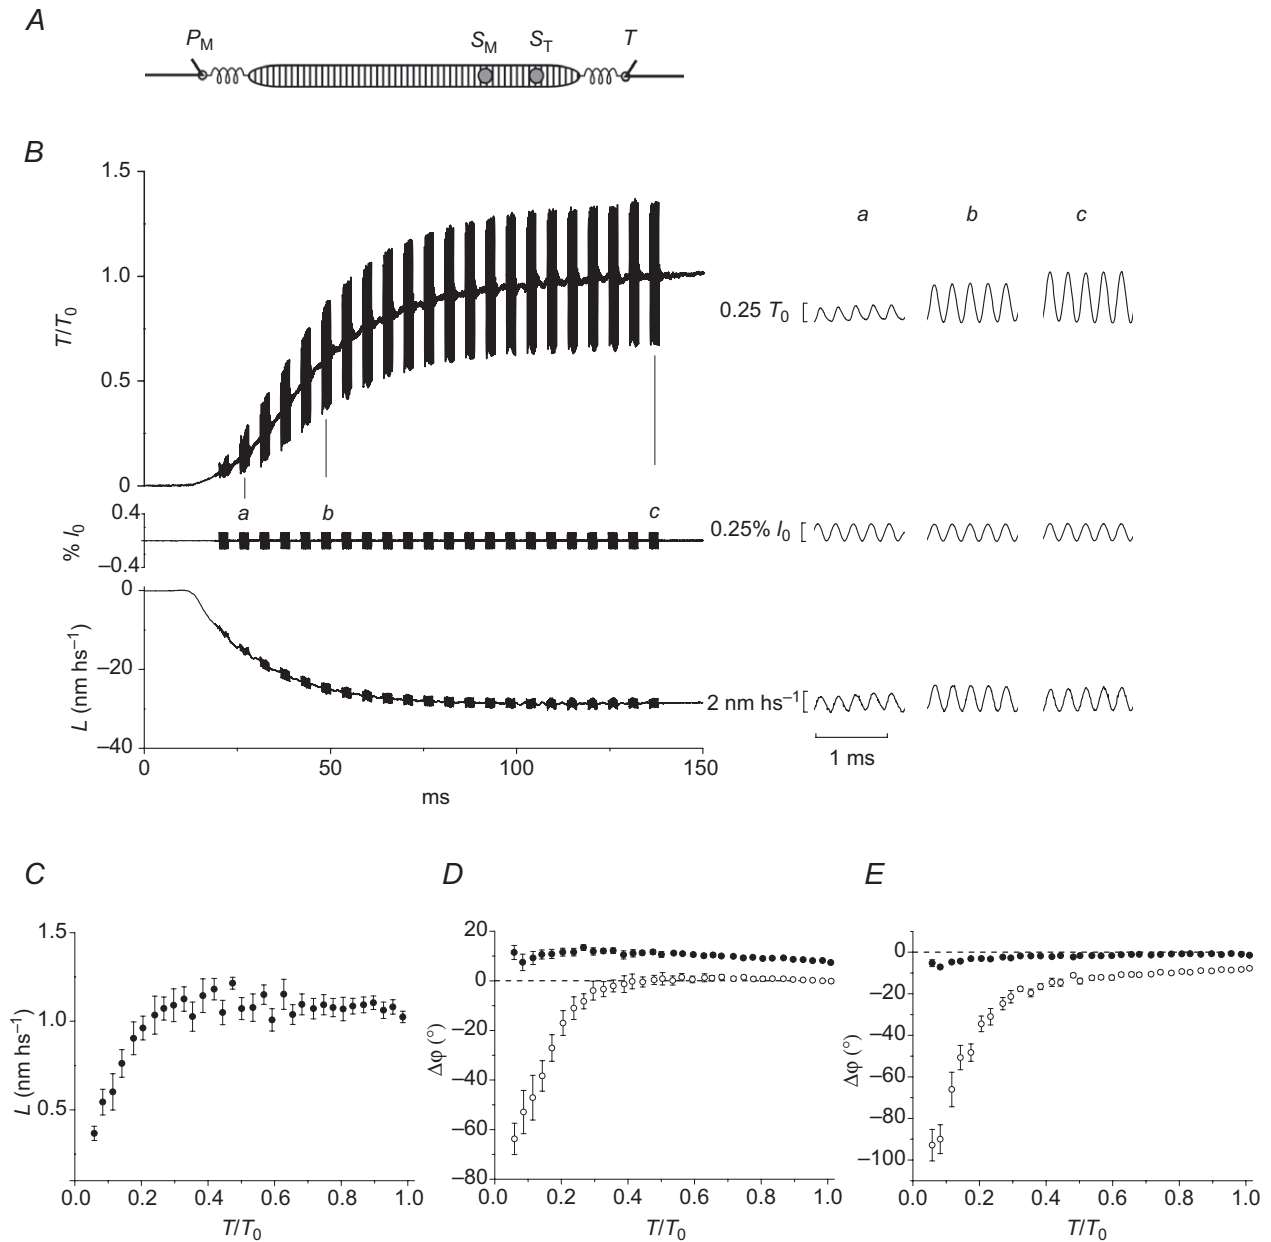 A
P_M S_M S_T T
B
T/T_0
1.5
1.0
0.5
0
a b c
0.25 T_0
% l_0
0.4
−0.4
a b c
0.25% l_0
L (nm hs⁻¹)
0
−20
−40
2 nm hs⁻¹
1 ms
0 50 100 150
ms
C
L (nm hs⁻¹)
1.5
1.0
0.5
0.0 0.2 0.4 0.6 0.8 1.0
T/T_0
D
Δφ (°)
20
0
−20
−40
−60
−80
0.0 0.2 0.4 0.6 0.8 1.0
T/T_0
E
Δφ (°)
0
−20
−40
−60
−80
−100
0.0 0.2 0.4 0.6 0.8 1.0
T/T_0